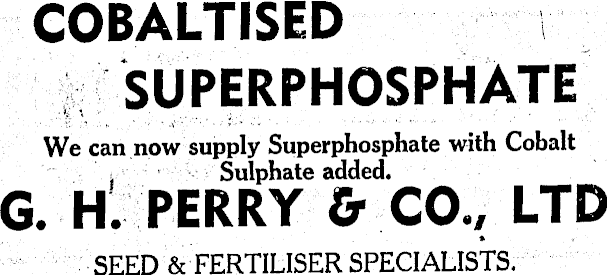 COBALTISED
SUPERPHOSPHATE
We can now supply Superphosphate with Cobalt
Sulphate added.
G. H. PERRY & CO., LTD
SEED & FERTILISER SPECIALISTS.